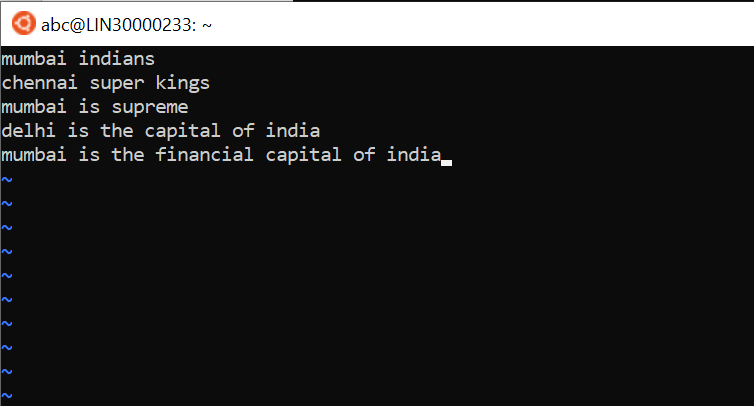 abc@LIN30000233: ~
mumbai indians
chennai super kings
mumbai is supreme
delhi is the capital of india
mumbai is the financial capital of india
~
~
~
~
~
~
~
~
~
~